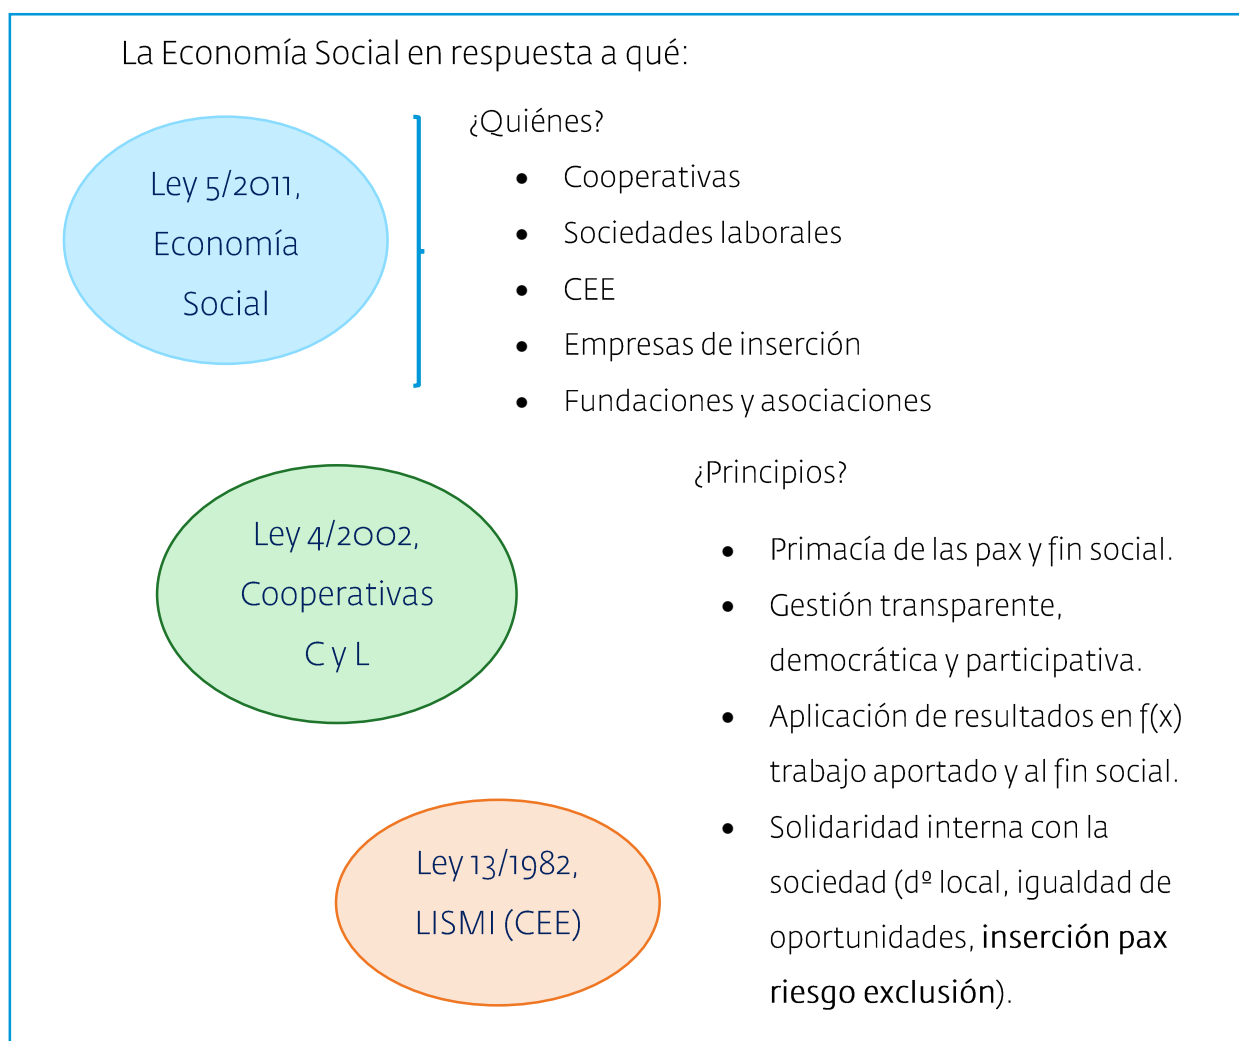 La Economía Social en respuesta a qué:
Ley 5/2011,
Economía
Social
¿Quiénes?
• Cooperativas
• Sociedades laborales
• CEE
• Empresas de inserción
• Fundaciones y asociaciones
Ley 4/2002,
Cooperativas
C y L
¿Principios?
• Primacía de las pax y fin social.
• Gestión transparente,
democrática y participativa.
• Aplicación de resultados en f(x)
trabajo aportado y al fin social.
• Solidaridad interna con la
sociedad (dº local, igualdad de
oportunidades, inserción pax
riesgo exclusión).
Ley 13/1982,
LISMI (CEE)